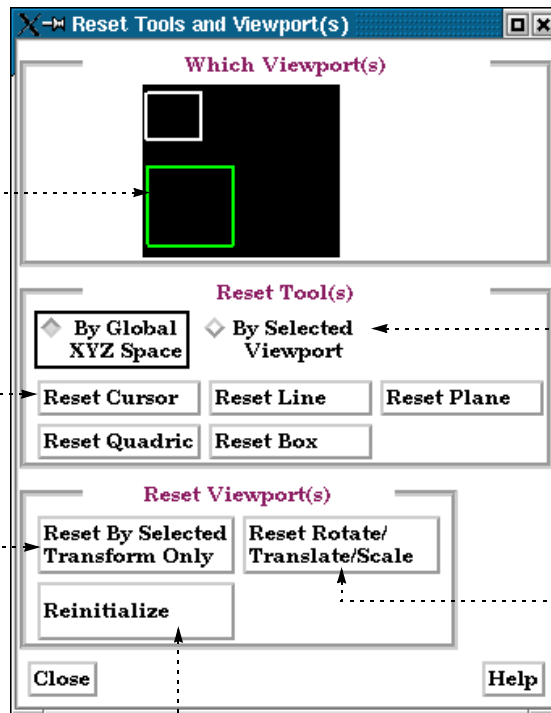 Reset Tools and Viewport(s)
Which Viewport(s)
Reset Tool(s)
By Global
XYZ Space
By Selected
Viewport
Reset Cursor
Reset Line
Reset Plane
Reset Quadric
Reset Box
Reset Viewport(s)
Reset By Selected
Transform Only
Reset Rotate/
Translate/Scale
Reinitialize
Close
Help